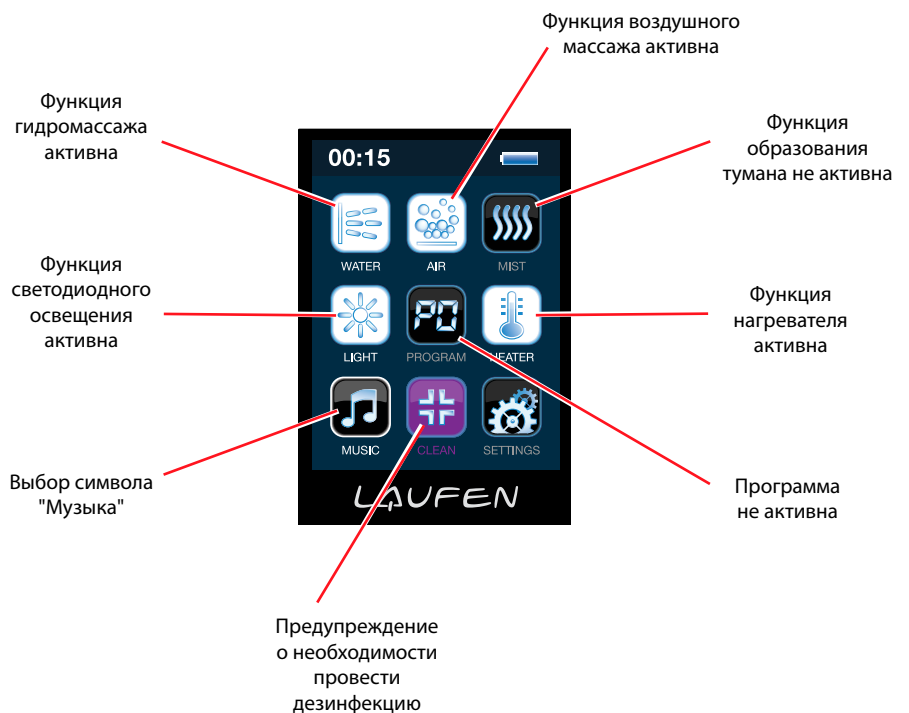 Функция воздушного
массажа активна
Функция
гидромассажа
активна
Функция
образования
тумана не активна
00:15
WATER
AIR
MIST
Функция
светодиодного
освещения
активна
Функция
нагревателя
активна
P0
LIGHT
PROGRAM
HEATER
MUSIC
CLEAN
SETTINGS
Выбор символа
"Музыка"
Программа
не активна
LAUFEN
Предупреждение
о необходимости
провести
дезинфекцию